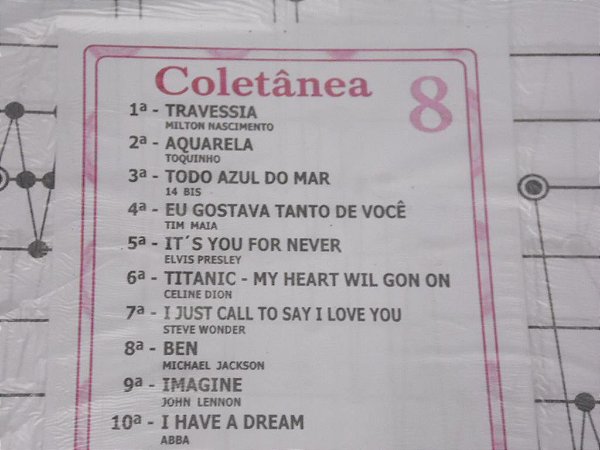 Coletânea 8
1ª - TRAVESSIA
MILTON NASCIMENTO
2ª - AQUARELA
TOQUINHO
3ª - TODO AZUL DO MAR
14 BIS
4ª - EU GOSTAVA TANTO DE VOCÊ
TIM MAIA
5ª - IT´S YOU FOR NEVER
ELVIS PRESLEY
6ª - TITANIC - MY HEART WIL GON ON
CELINE DION
7ª - I JUST CALL TO SAY I LOVE YOU
STEVE WONDER
8ª - BEN
MICHAEL JACKSON
9ª - IMAGINE
JOHN LENNON
10ª - I HAVE A DREAM
ABBA